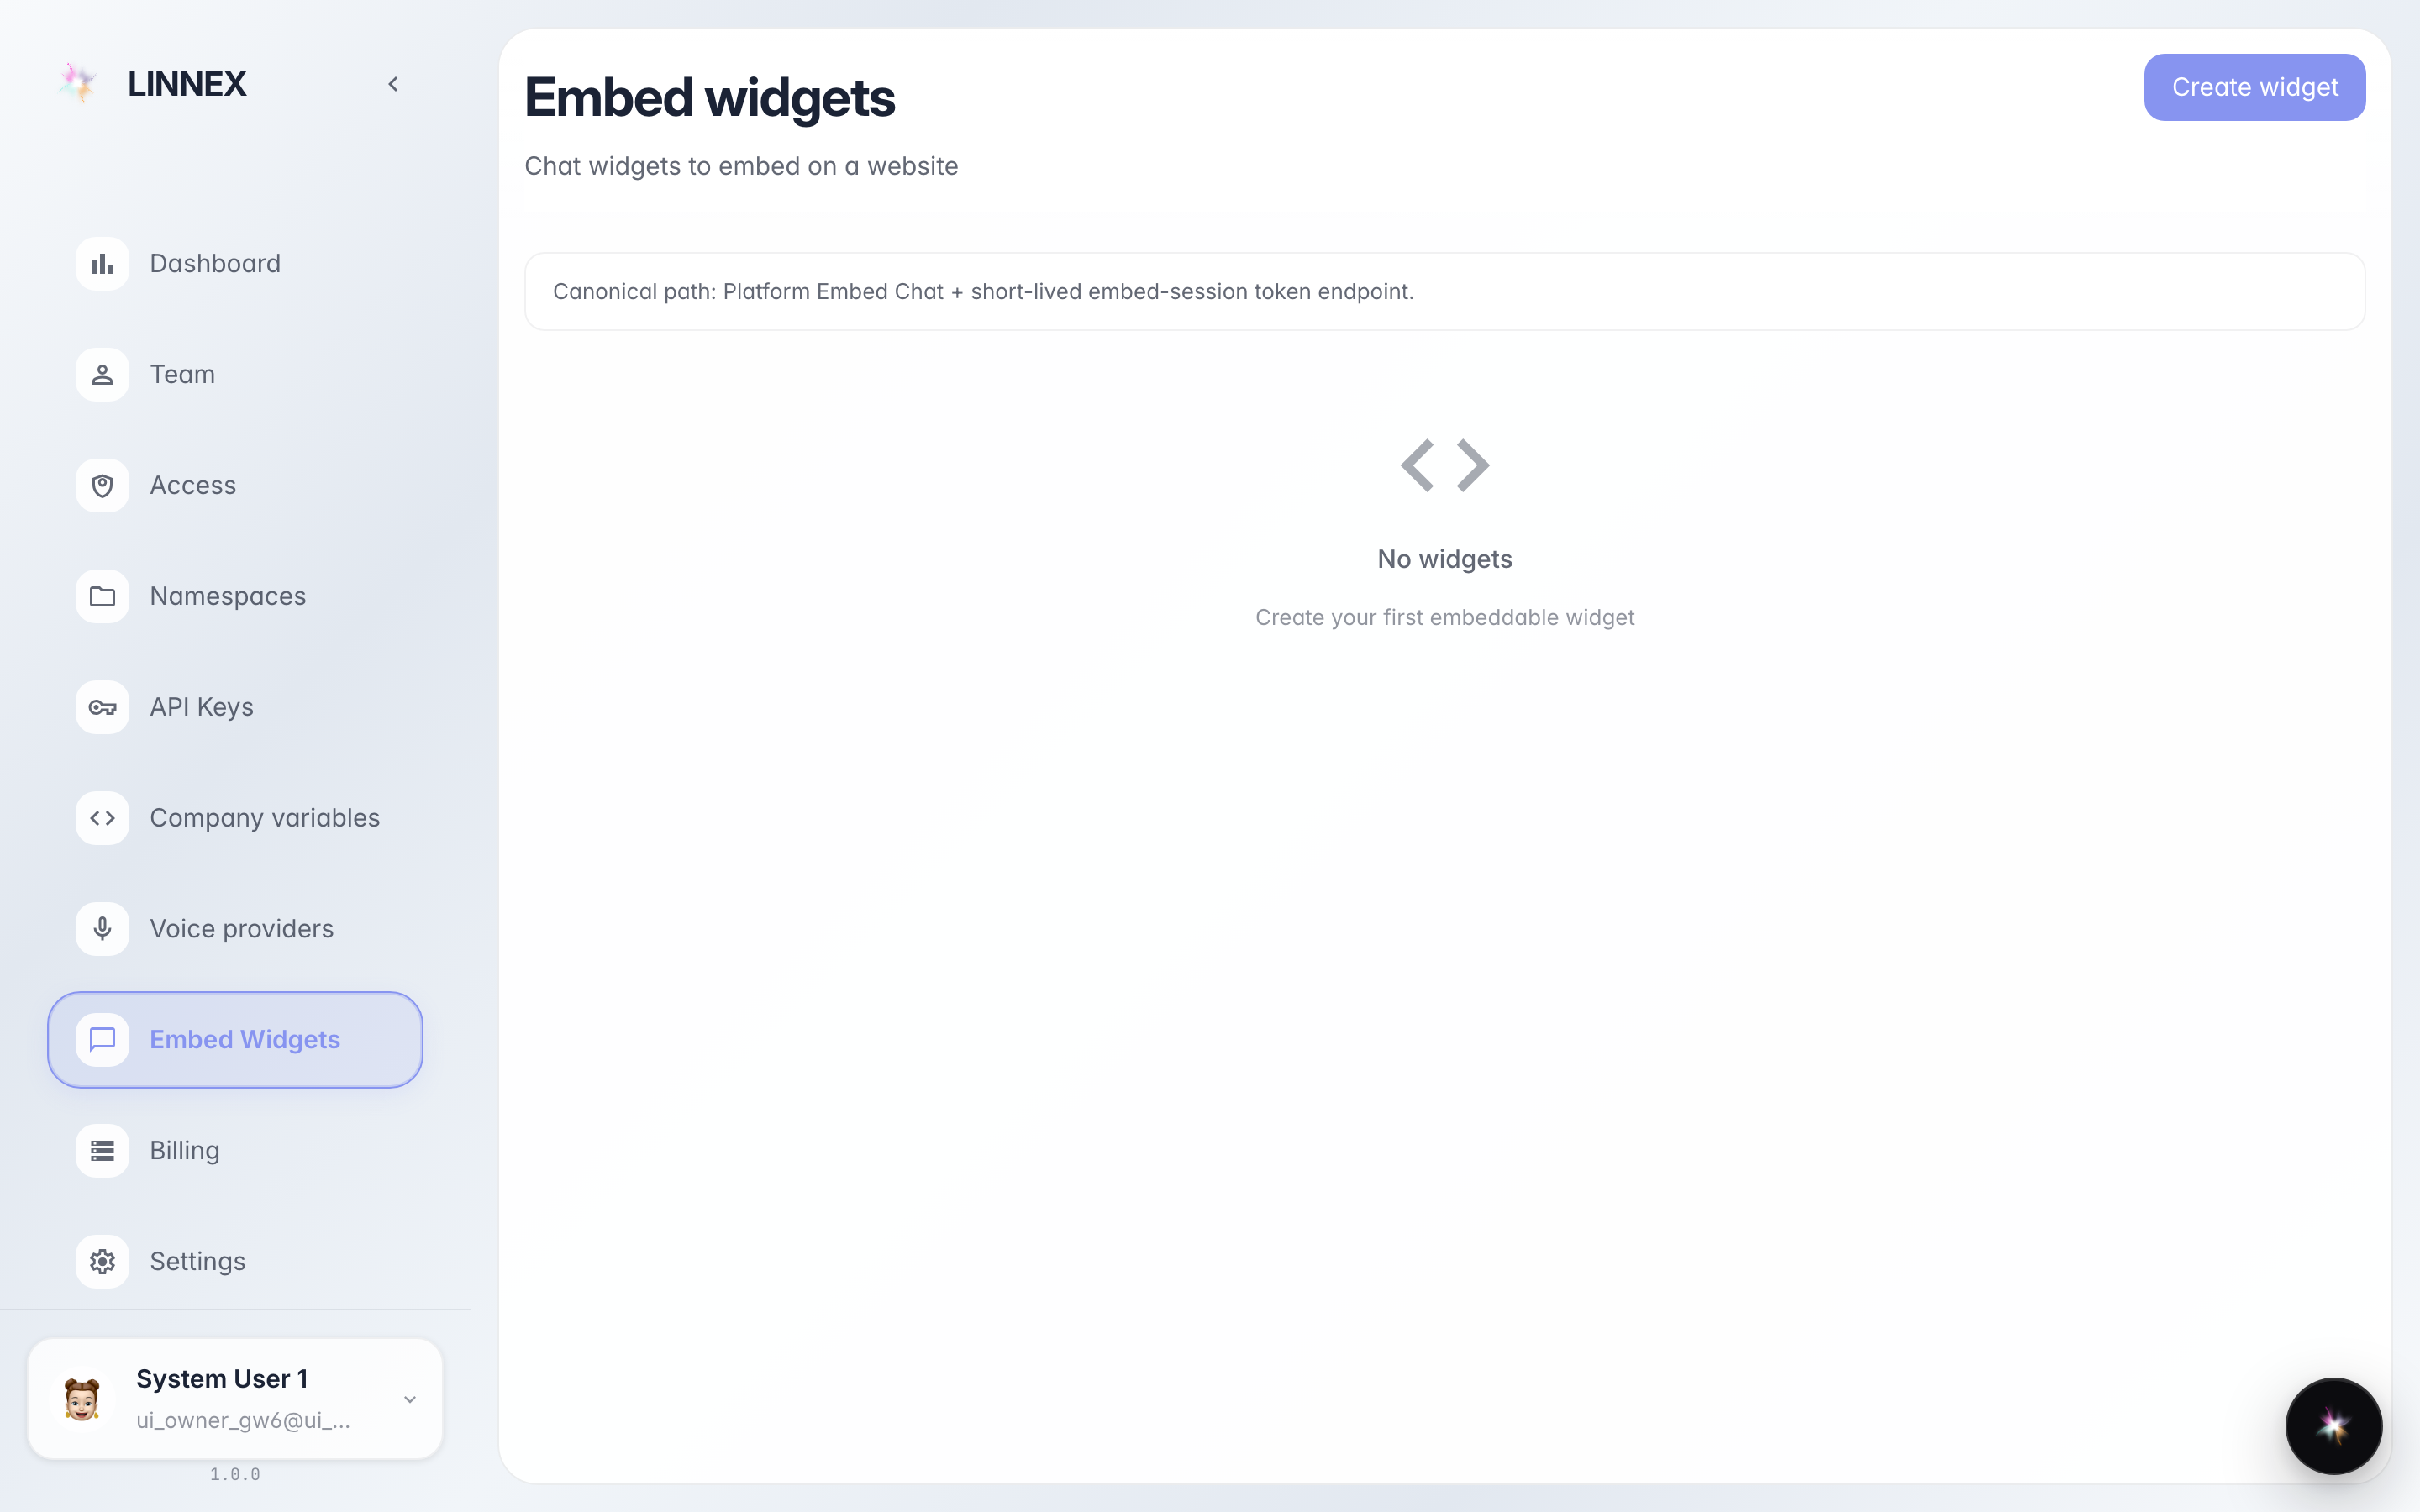 LINNEX
Dashboard
Team
Access
Namespaces
API Keys
Company variables
Voice providers
Embed Widgets
Billing
Settings
System User 1
ui_owner_gw6@ui_...
1.0.0
Embed widgets
Create widget
Chat widgets to embed on a website
Canonical path: Platform Embed Chat + short-lived embed-session token endpoint.
No widgets
Create your first embeddable widget